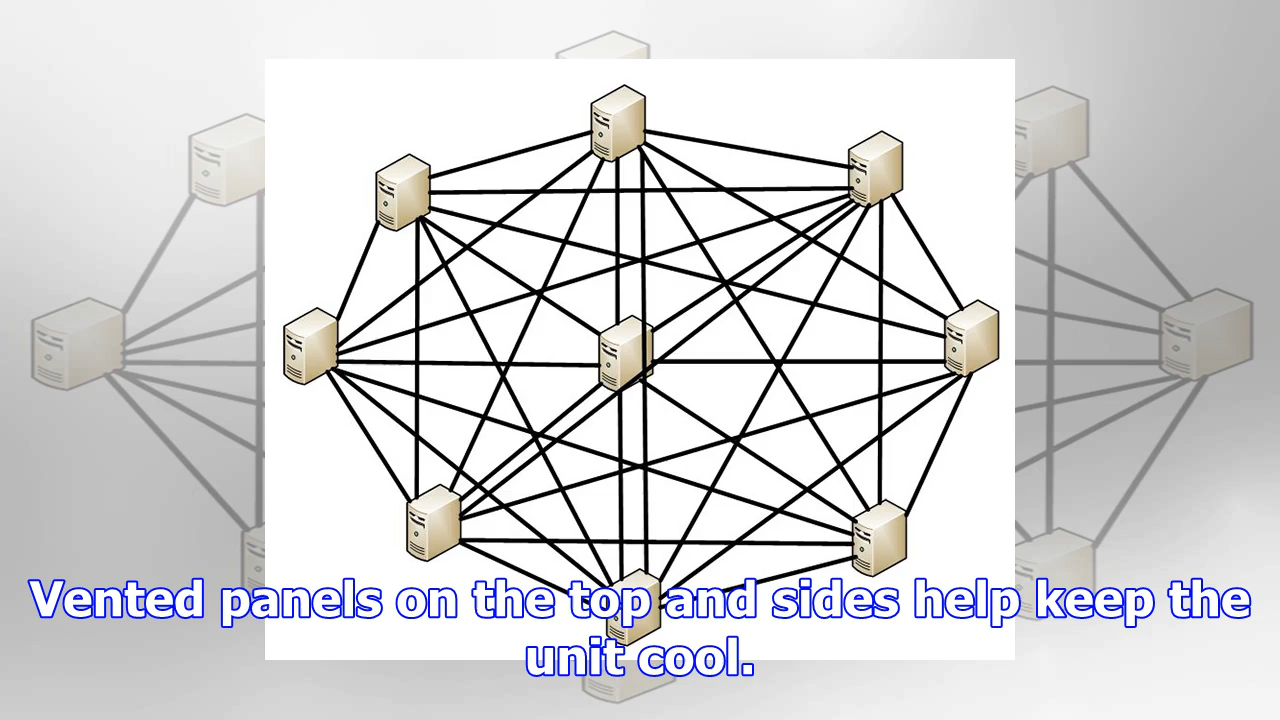 Vented panels on the top and sides help keep the
unit cool.